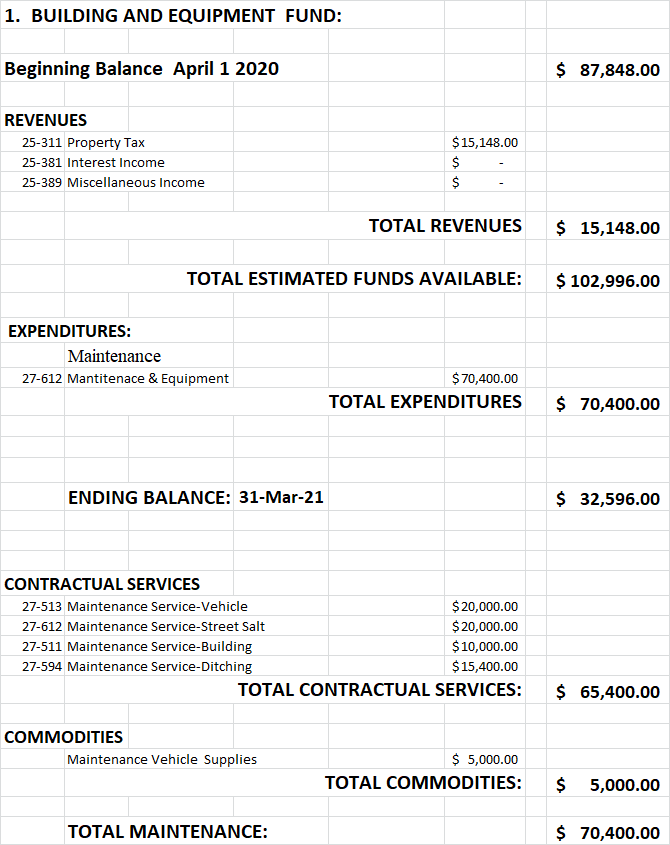 1. BUILDING AND EQUIPMENT FUND:
Beginning Balance April 1 2020 $ 87,848.00
REVENUES
25-311 Property Tax $15,148.00
25-381 Interest Income $ -
25-389 Miscellaneous Income $ -
TOTAL REVENUES $ 15,148.00
TOTAL ESTIMATED FUNDS AVAILABLE: $ 102,996.00
EXPENDITURES:
Maintenance
27-612 Mantitenace & Equipment $70,400.00
TOTAL EXPENDITURES $ 70,400.00
ENDING BALANCE: 31-Mar-21 $ 32,596.00
CONTRACTUAL SERVICES
27-513 Maintenance Service-Vehicle $20,000.00
27-612 Maintenance Service-Street Salt $20,000.00
27-511 Maintenance Service-Building $10,000.00
27-594 Maintenance Service-Ditching $15,400.00
TOTAL CONTRACTUAL SERVICES: $ 65,400.00
COMMODITIES
Maintenance Vehicle Supplies $ 5,000.00
TOTAL COMMODITIES: $ 5,000.00
TOTAL MAINTENANCE: $ 70,400.00